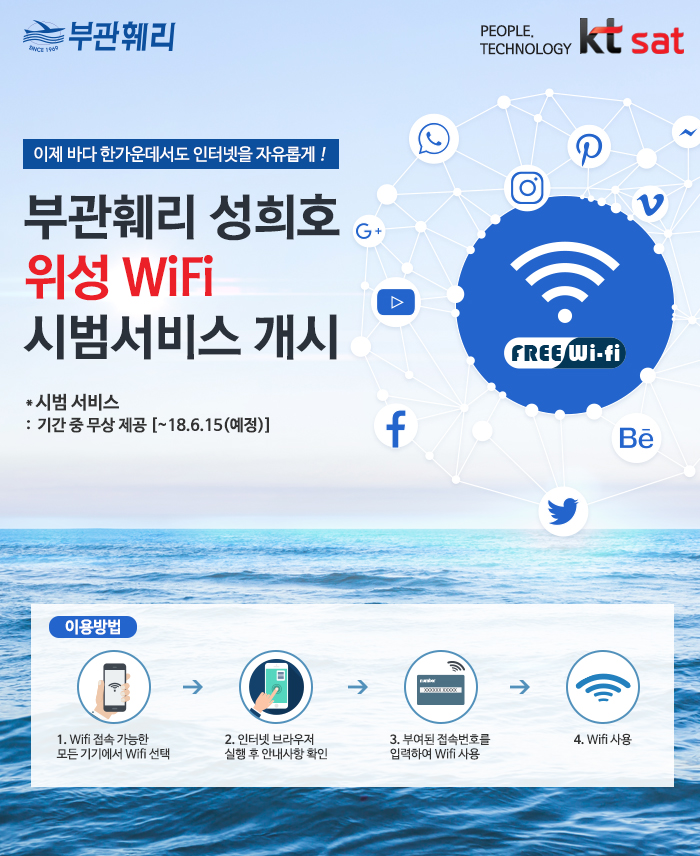 부관훼리
SINCE 1969
PEOPLE.
TECHNOLOGY
kt sat
이제 바다 한가운데서도 인터넷을 자유롭게 !
부관훼리 성희호
위성 WiFi
시범서비스 개시
* 시범 서비스
: 기간 중 무상 제공 [~18.6.15(예정)]
G+
FREE Wi-fi
Bē
이용방법
number
XXXXXX XXXXX
1. Wifi 접속 가능한
모든 기기에서 Wifi 선택
2. 인터넷 브라우저
실행 후 안내사항 확인
3. 부여된 접속번호를
입력하여 Wifi 사용
4. Wifi 사용